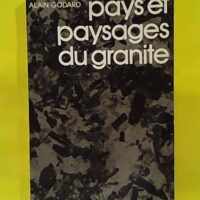 ALAIN GODARD
pays et
paysages
du granite